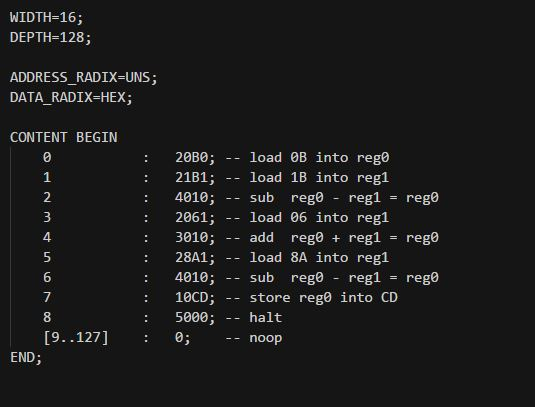 WIDTH=16;
DEPTH=128;
ADDRESS_RADIX=UNS;
DATA_RADIX=HEX;
CONTENT BEGIN
0 : 20B0; -- load 0B into reg0
1 : 21B1; -- load 1B into reg1
2 : 4010; -- sub reg0 - reg1 = reg0
3 : 2061; -- load 06 into reg1
4 : 3010; -- add reg0 + reg1 = reg0
5 : 28A1; -- load 8A into reg1
6 : 4010; -- sub reg0 - reg1 = reg0
7 : 10CD; -- store reg0 into CD
8 : 5000; -- halt
[9..127] : 0; -- noop
END;